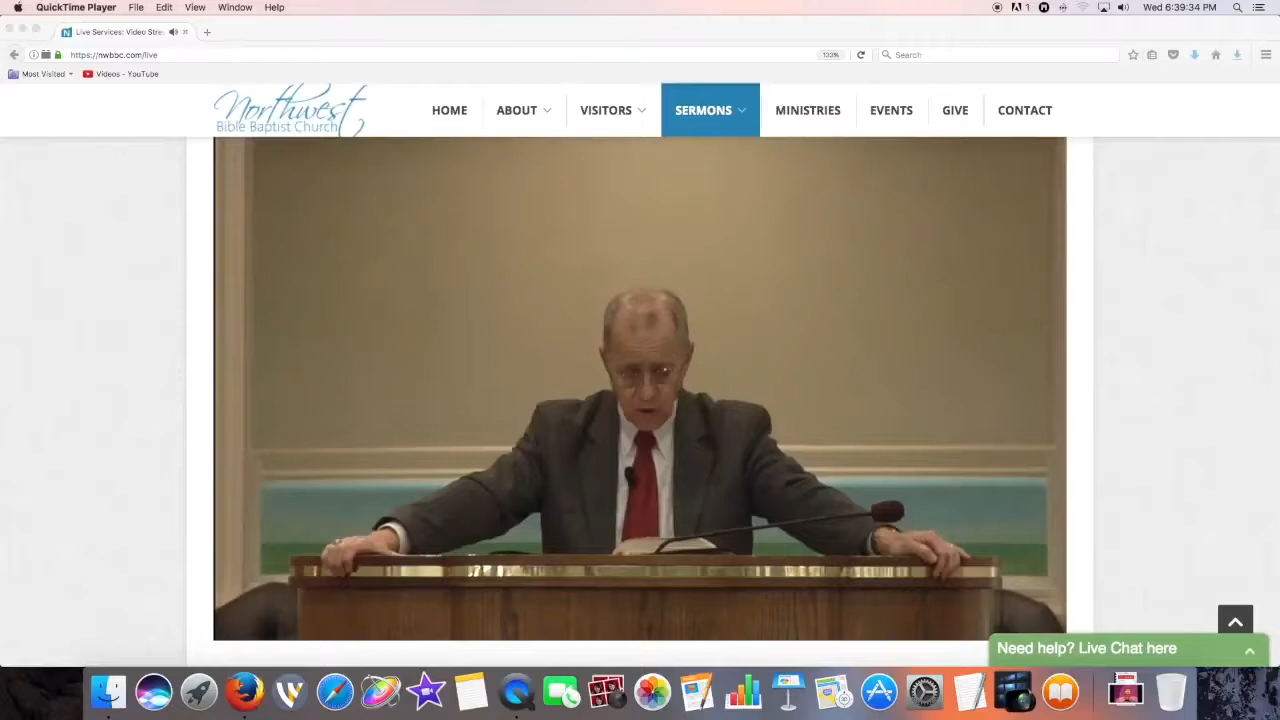 QuickTime Player File Edit View Window Help 1 Wed 6:39:34 PM
Live Services: Video Stre
https://nwbbc.com/live 133% Search
Most Visited Videos - YouTube
Northwest
Bible Baptist Church
HOME ABOUT VISITORS SERMONS MINISTRIES EVENTS GIVE CONTACT
Need help? Live Chat here